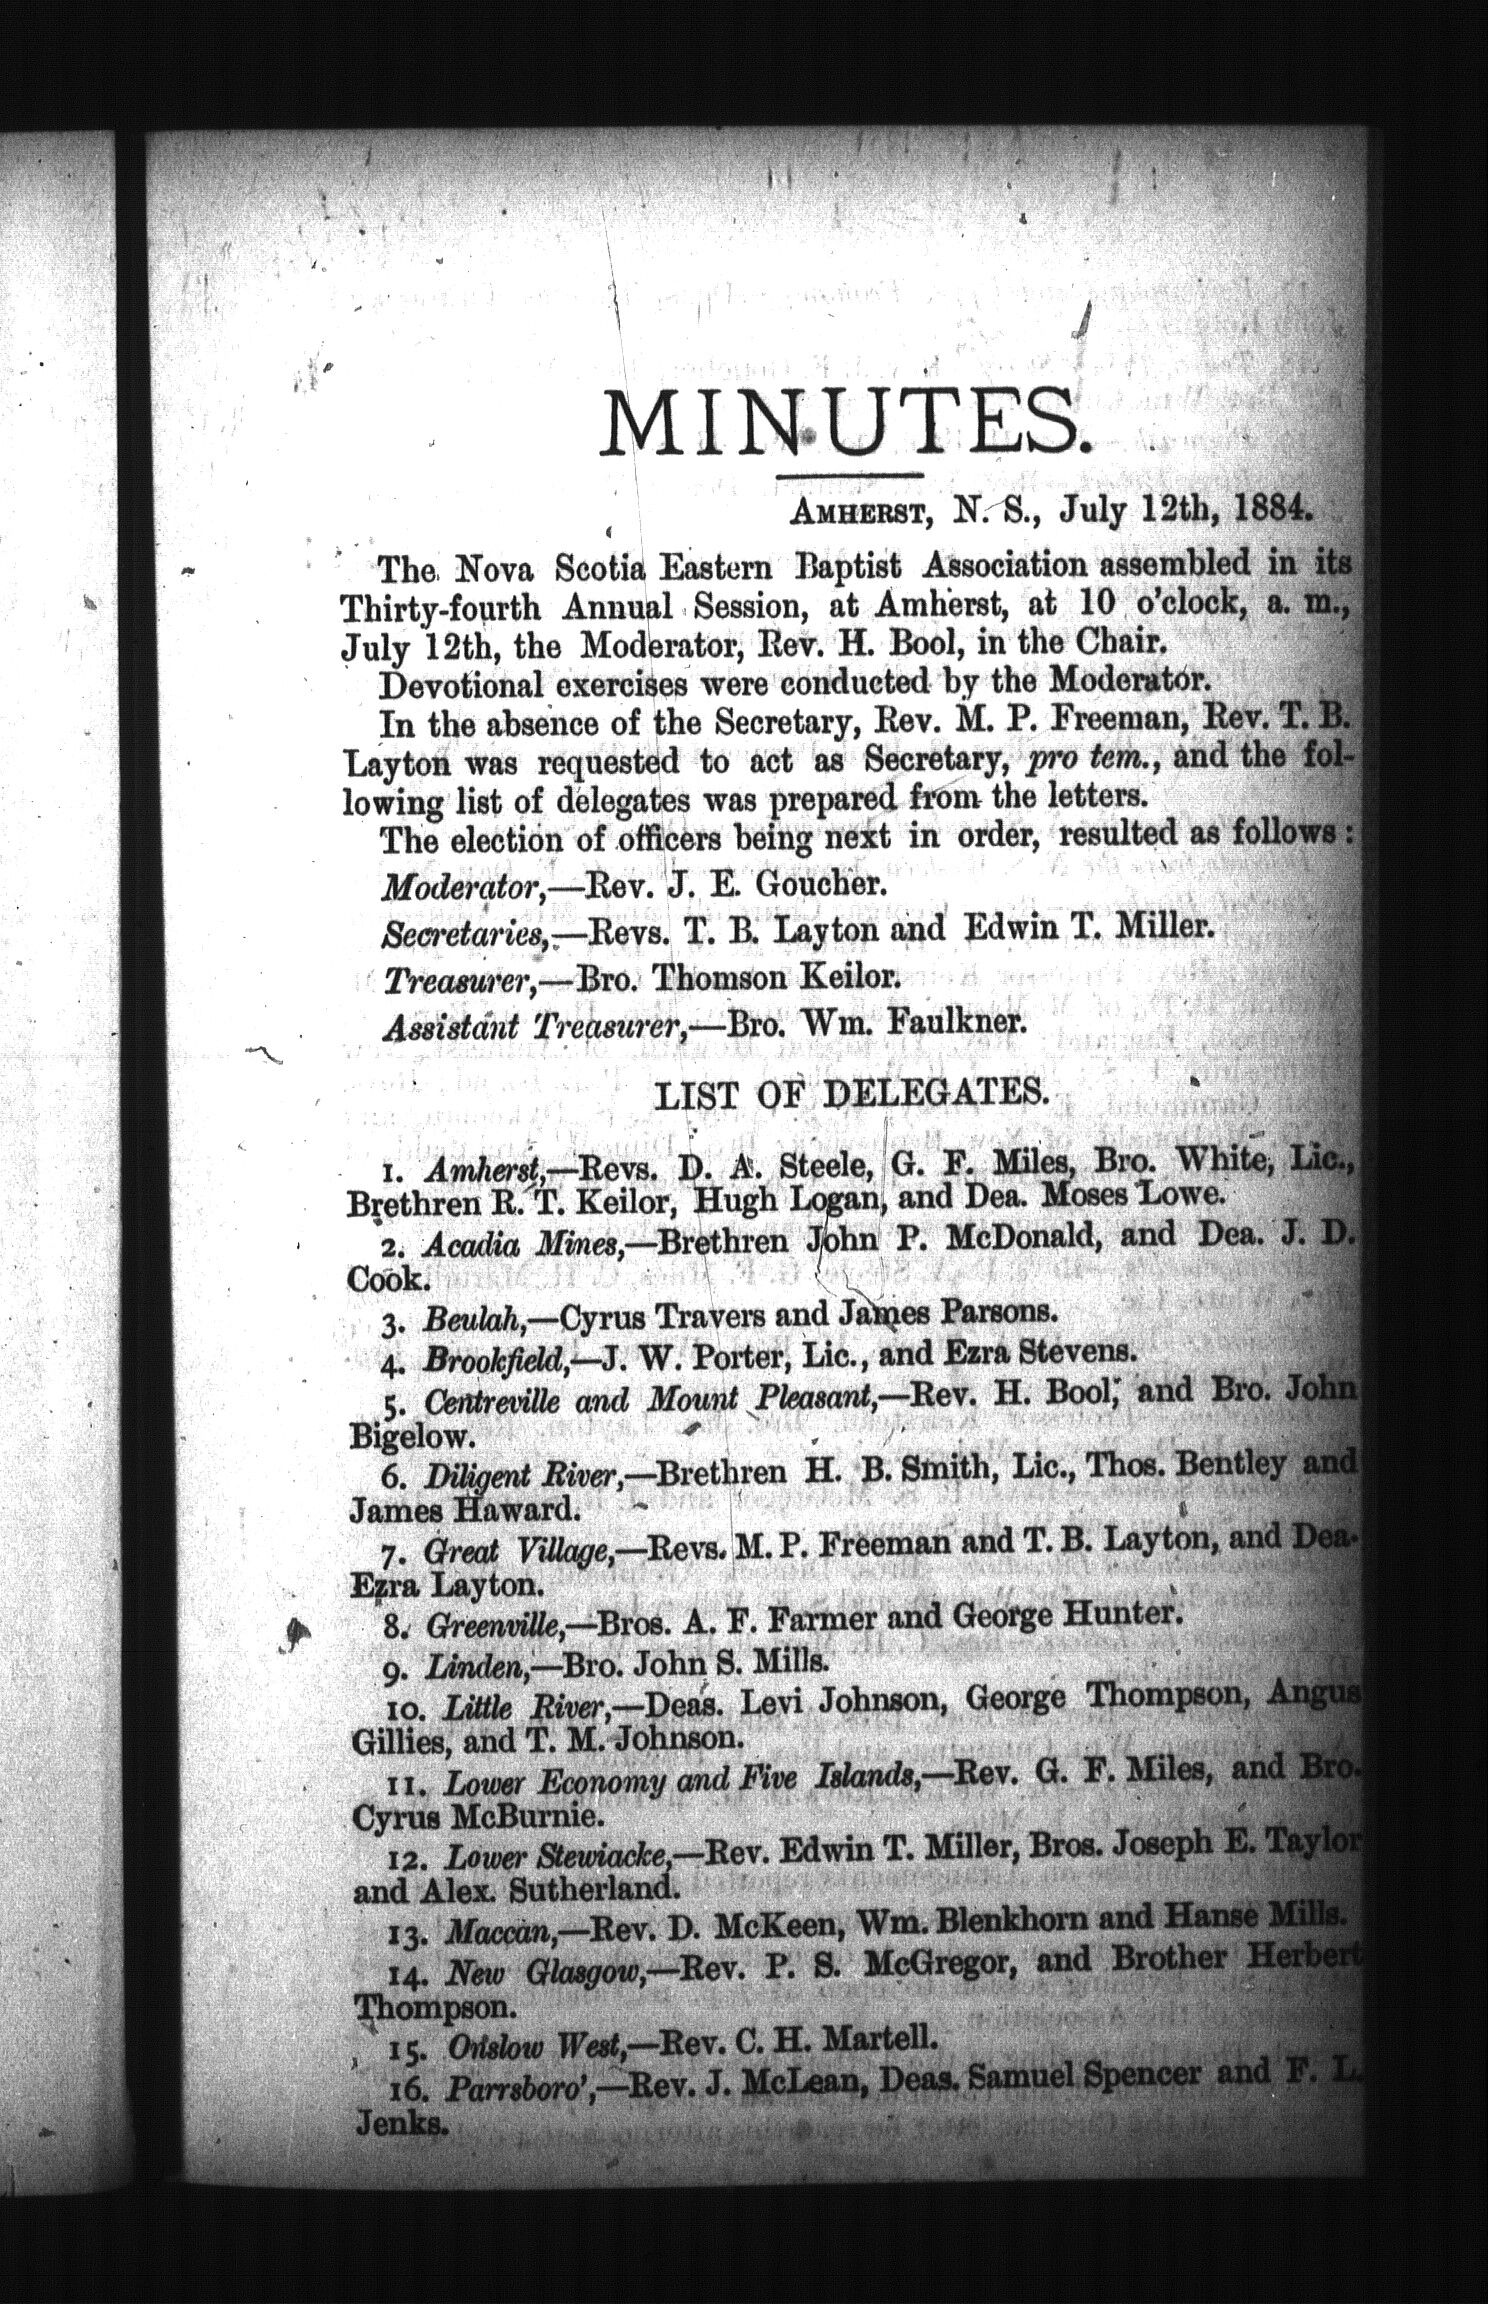 MINUTES.
AMHERST, N. S., July 12th, 1884.
The Nova Scotia Eastern Baptist Association assembled in its
Thirty-fourth Annual Session, at Amherst, at 10 o'clock, a. m.,
July 12th, the Moderator, Rev. H. Bool, in the Chair.
Devotional exercises were conducted by the Moderator.
In the absence of the Secretary, Rev. M. P. Freeman, Rev. T. B.
Layton was requested to act as Secretary, pro tem., and the fol-
lowing list of delegates was prepared from the letters.
The election of officers being next in order, resulted as follows :
Moderator,—Rev. J. E. Goucher.
Secretaries,—Revs. T. B. Layton and Edwin T. Miller.
Treasurer,—Bro. Thomson Keilor.
Assistant Treasurer,—Bro. Wm. Faulkner.
LIST OF DELEGATES.
1. Amherst,—Revs. D. A. Steele, G. F. Miles, Bro. White, Lic.,
Brethren R. T. Keilor, Hugh Logan, and Dea. Moses Lowe.
2. Acadia Mines,—Brethren John P. McDonald, and Dea. J. D.
Cook.
3. Beulah,—Cyrus Travers and James Parsons.
4. Brookfield,—J. W. Porter, Lic., and Ezra Stevens.
5. Centreville and Mount Pleasant,—Rev. H. Bool, and Bro. John
Bigelow.
6. Diligent River,—Brethren H. B. Smith, Lic., Thos. Bentley and
James Haward.
7. Great Village,—Revs. M. P. Freeman and T. B. Layton, and Dea.
Ezra Layton.
8. Greenville,—Bros. A. F. Farmer and George Hunter.
9. Linden,—Bro. John S. Mills.
10. Little River,—Deas. Levi Johnson, George Thompson, Angus
Gillies, and T. M. Johnson.
11. Lower Economy and Five Islands,—Rev. G. F. Miles, and Bro.
Cyrus McBurnie.
12. Lower Stewiacke,—Rev. Edwin T. Miller, Bros. Joseph E. Taylor
and Alex. Sutherland.
13. Maccan,—Rev. D. McKeen, Wm. Blenkhorn and Hanse Mills.
14. New Glasgow,—Rev. P. S. McGregor, and Brother Herbert
Thompson.
15. Onslow West,—Rev. C. H. Martell.
16. Parrsboro',—Rev. J. McLean, Deas. Samuel Spencer and F. L.
Jenks.